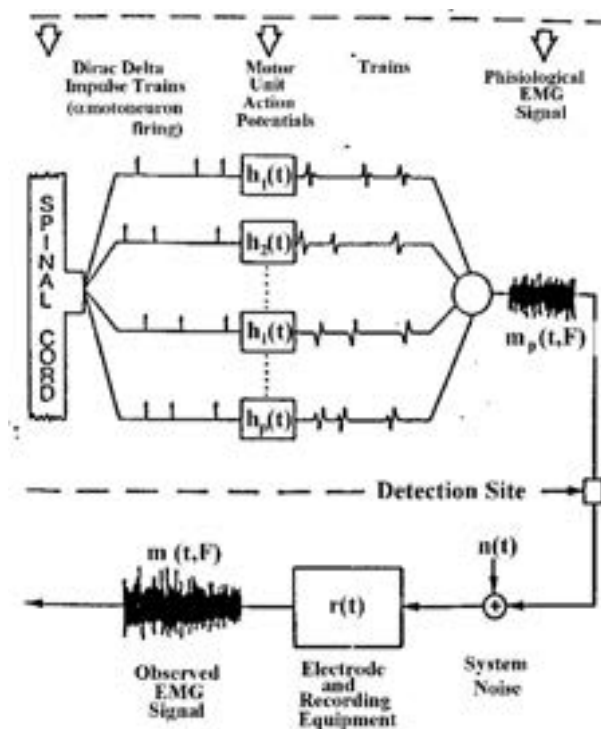 Dirac Delta
Impulse Trains
(αmotoneuron
firing)
Motor
Unit
Action
Potentials
Trains
Phisiological
EMG
Signal
SPINAL CORD
h₁(t)
h₂(t)
hᵢ(t)
hₚ(t)
mₚ(t,F)
Detection Site
m (t,F)
n(t)
r(t)
+
Observed
EMG
Signal
Electrode
and
Recording
Equipment
System
Noise